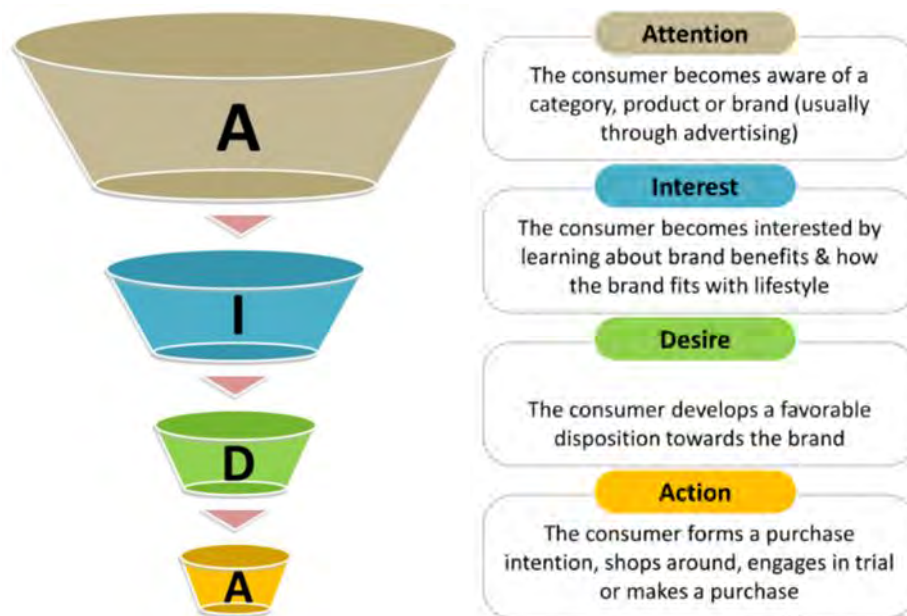 A
I
D
A
Attention
The consumer becomes aware of a
category, product or brand (usually
through advertising)
Interest
The consumer becomes interested by
learning about brand benefits & how
the brand fits with lifestyle
Desire
The consumer develops a favorable
disposition towards the brand
Action
The consumer forms a purchase
intention, shops around, engages in trial
or makes a purchase